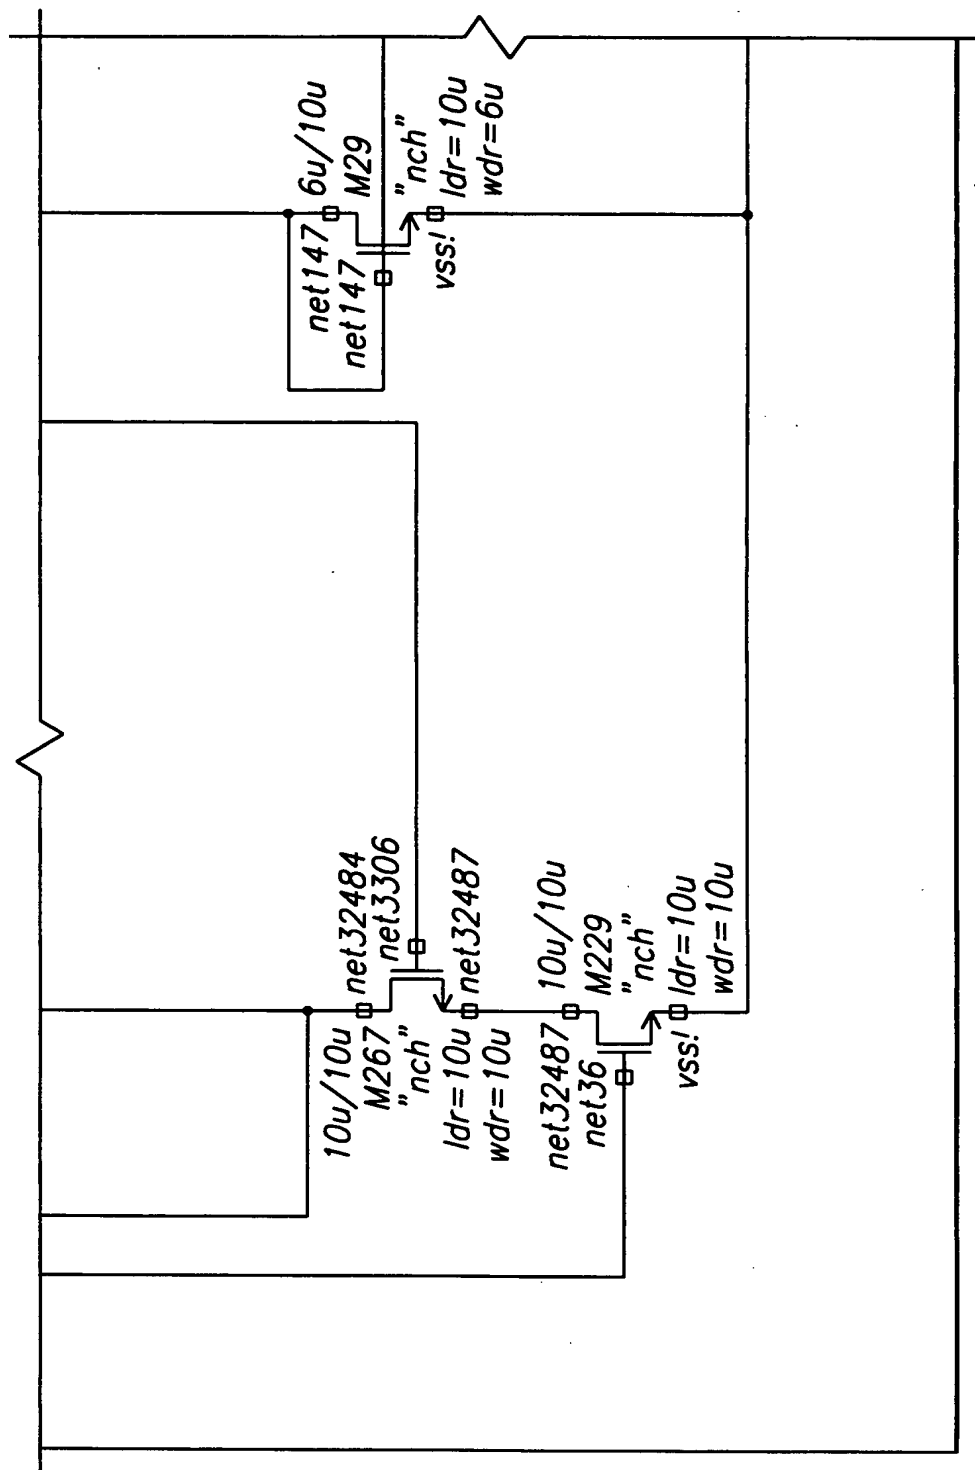 6u/10u
M29
"nch"
ldr=10u
wdr=6u
net147
net147
vss!
net32484
net3306
net32487
10u/10u
M267
"nch"
ldr=10u
wdr=10u
10u/10u
M229
"nch"
ldr=10u
wdr=10u
net32487
net36
vss!